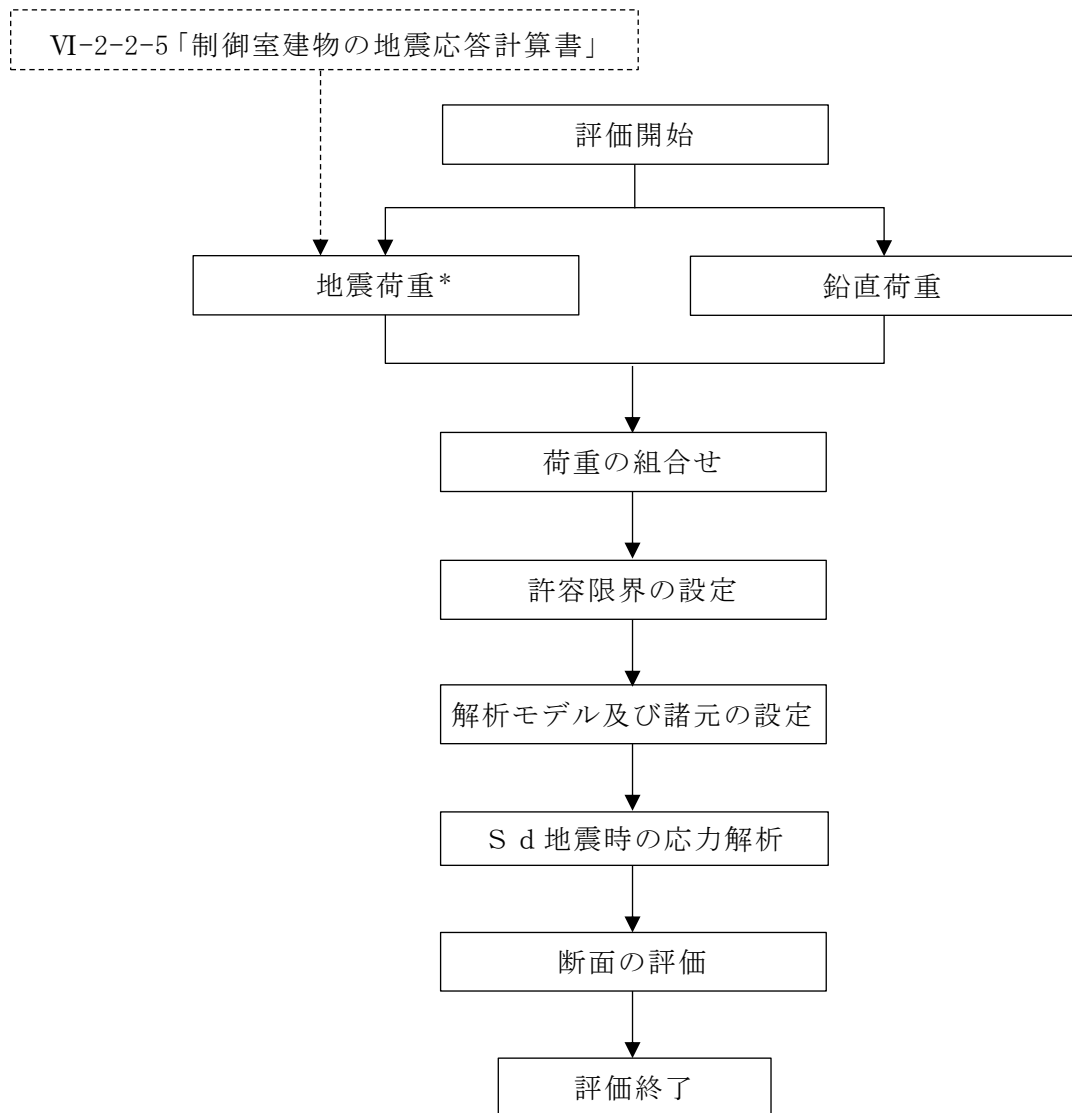 Ⅵ-2-2-5「制御室建物の地震応答計算書」
評価開始
地震荷重*
鉛直荷重
荷重の組合せ
許容限界の設定
解析モデル及び諸元の設定
Ｓｄ地震時の応力解析
断面の評価
評価終了